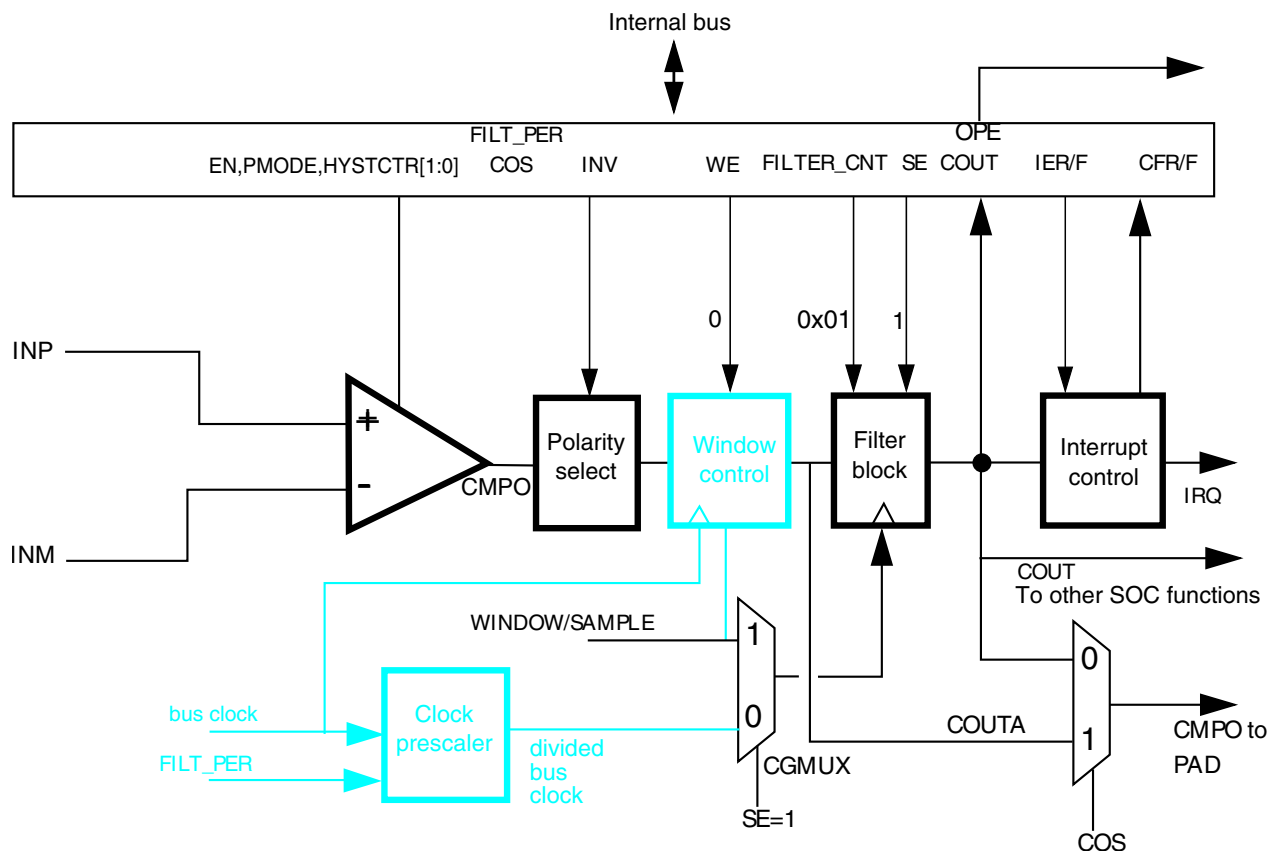 Internal bus
OPE
FILT_PER
EN,PMODE,HYSTCTR[1:0] COS INV WE FILTER_CNT SE COUT IER/F CFR/F
0 0x01 1
INP
+
-
CMPO
Polarity
select
Window
control
Filter
block
Interrupt
control
IRQ
INM
COUT
To other SOC functions
WINDOW/SAMPLE
1
0
CGMUX
SE=1
bus clock
FILT_PER
Clock
prescaler
divided
bus
clock
COUTA
0
1
CMPO to
PAD
COS